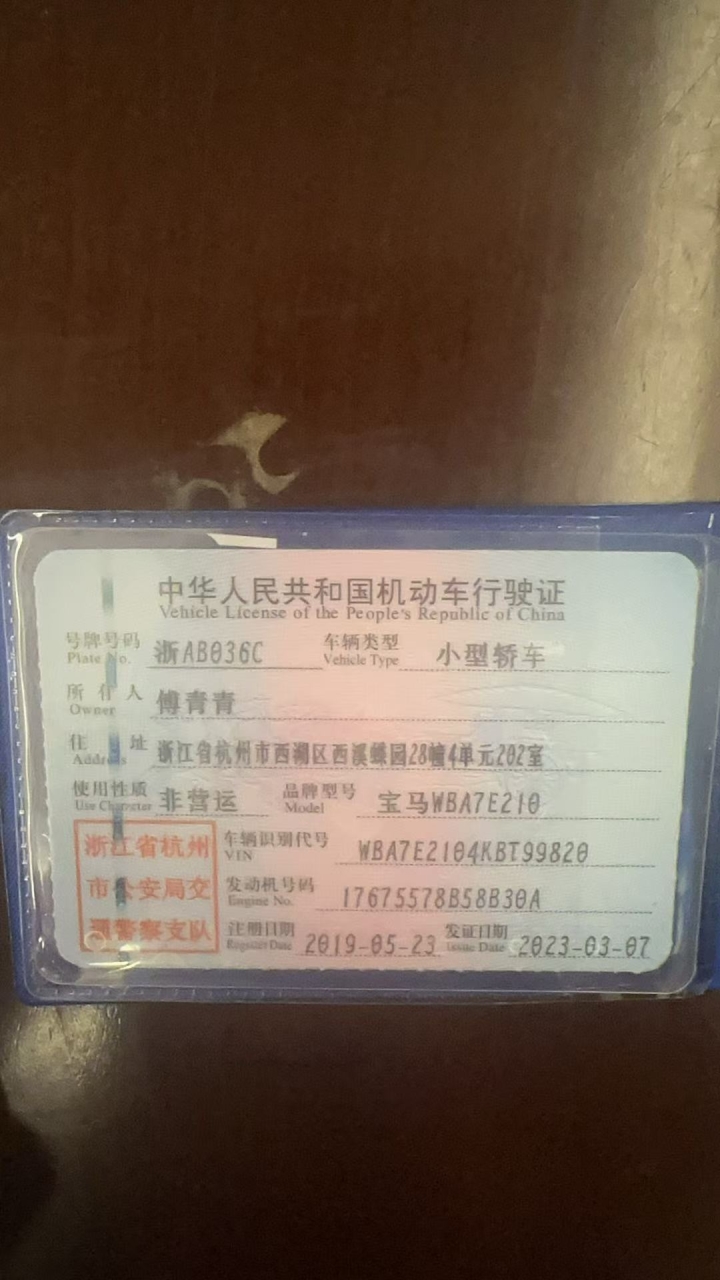 中华人民共和国机动车行驶证
Vehicle License of the People's Republic of China
号牌号码 浙AB036C 车辆类型 小型轿车
Plate No. Vehicle Type
所有人 傅青青
Owner
住址 浙江省杭州市西湖区西溪蝶园28幢4单元202室
Address
使用性质 非营运 品牌型号 宝马WBA7E210
Use Character Model
浙江省杭州 车辆识别代号 WBA7E2104KBT99820
VIN
市公安局交 发动机号码 17675578B58B30A
Engine No.
通警察支队 注册日期 2019-05-23 发证日期 2023-03-07
Register Date Issue Date